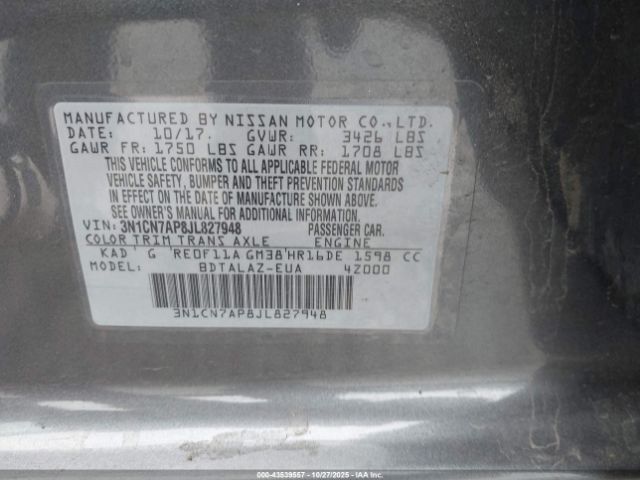 MANUFACTURED BY NISSAN MOTOR CO.,LTD.
DATE: 10/17 GVWR: 3426 LBS
GAWR FR: 1750 LBS GAWR RR: 1708 LBS
THIS VEHICLE CONFORMS TO ALL APPLICABLE FEDERAL MOTOR
VEHICLE SAFETY, BUMPER AND THEFT PREVENTION STANDARDS
IN EFFECT ON THE DATE OF MANUFACTURE SHOWN ABOVE.
SEE OWNER'S MANUAL FOR ADDITIONAL INFORMATION.
VIN: 3N1CN7AP8JL827948 PASSENGER CAR.
COLOR TRIM TRANS AXLE ENGINE
KAD G RE0F11A GM38 HR16DE 1598 CC
MODEL: BDTALAZ-EUA 4Z000
3N1CN7AP8JL827948
000-43539557 10/27/2025 IAAI.COM